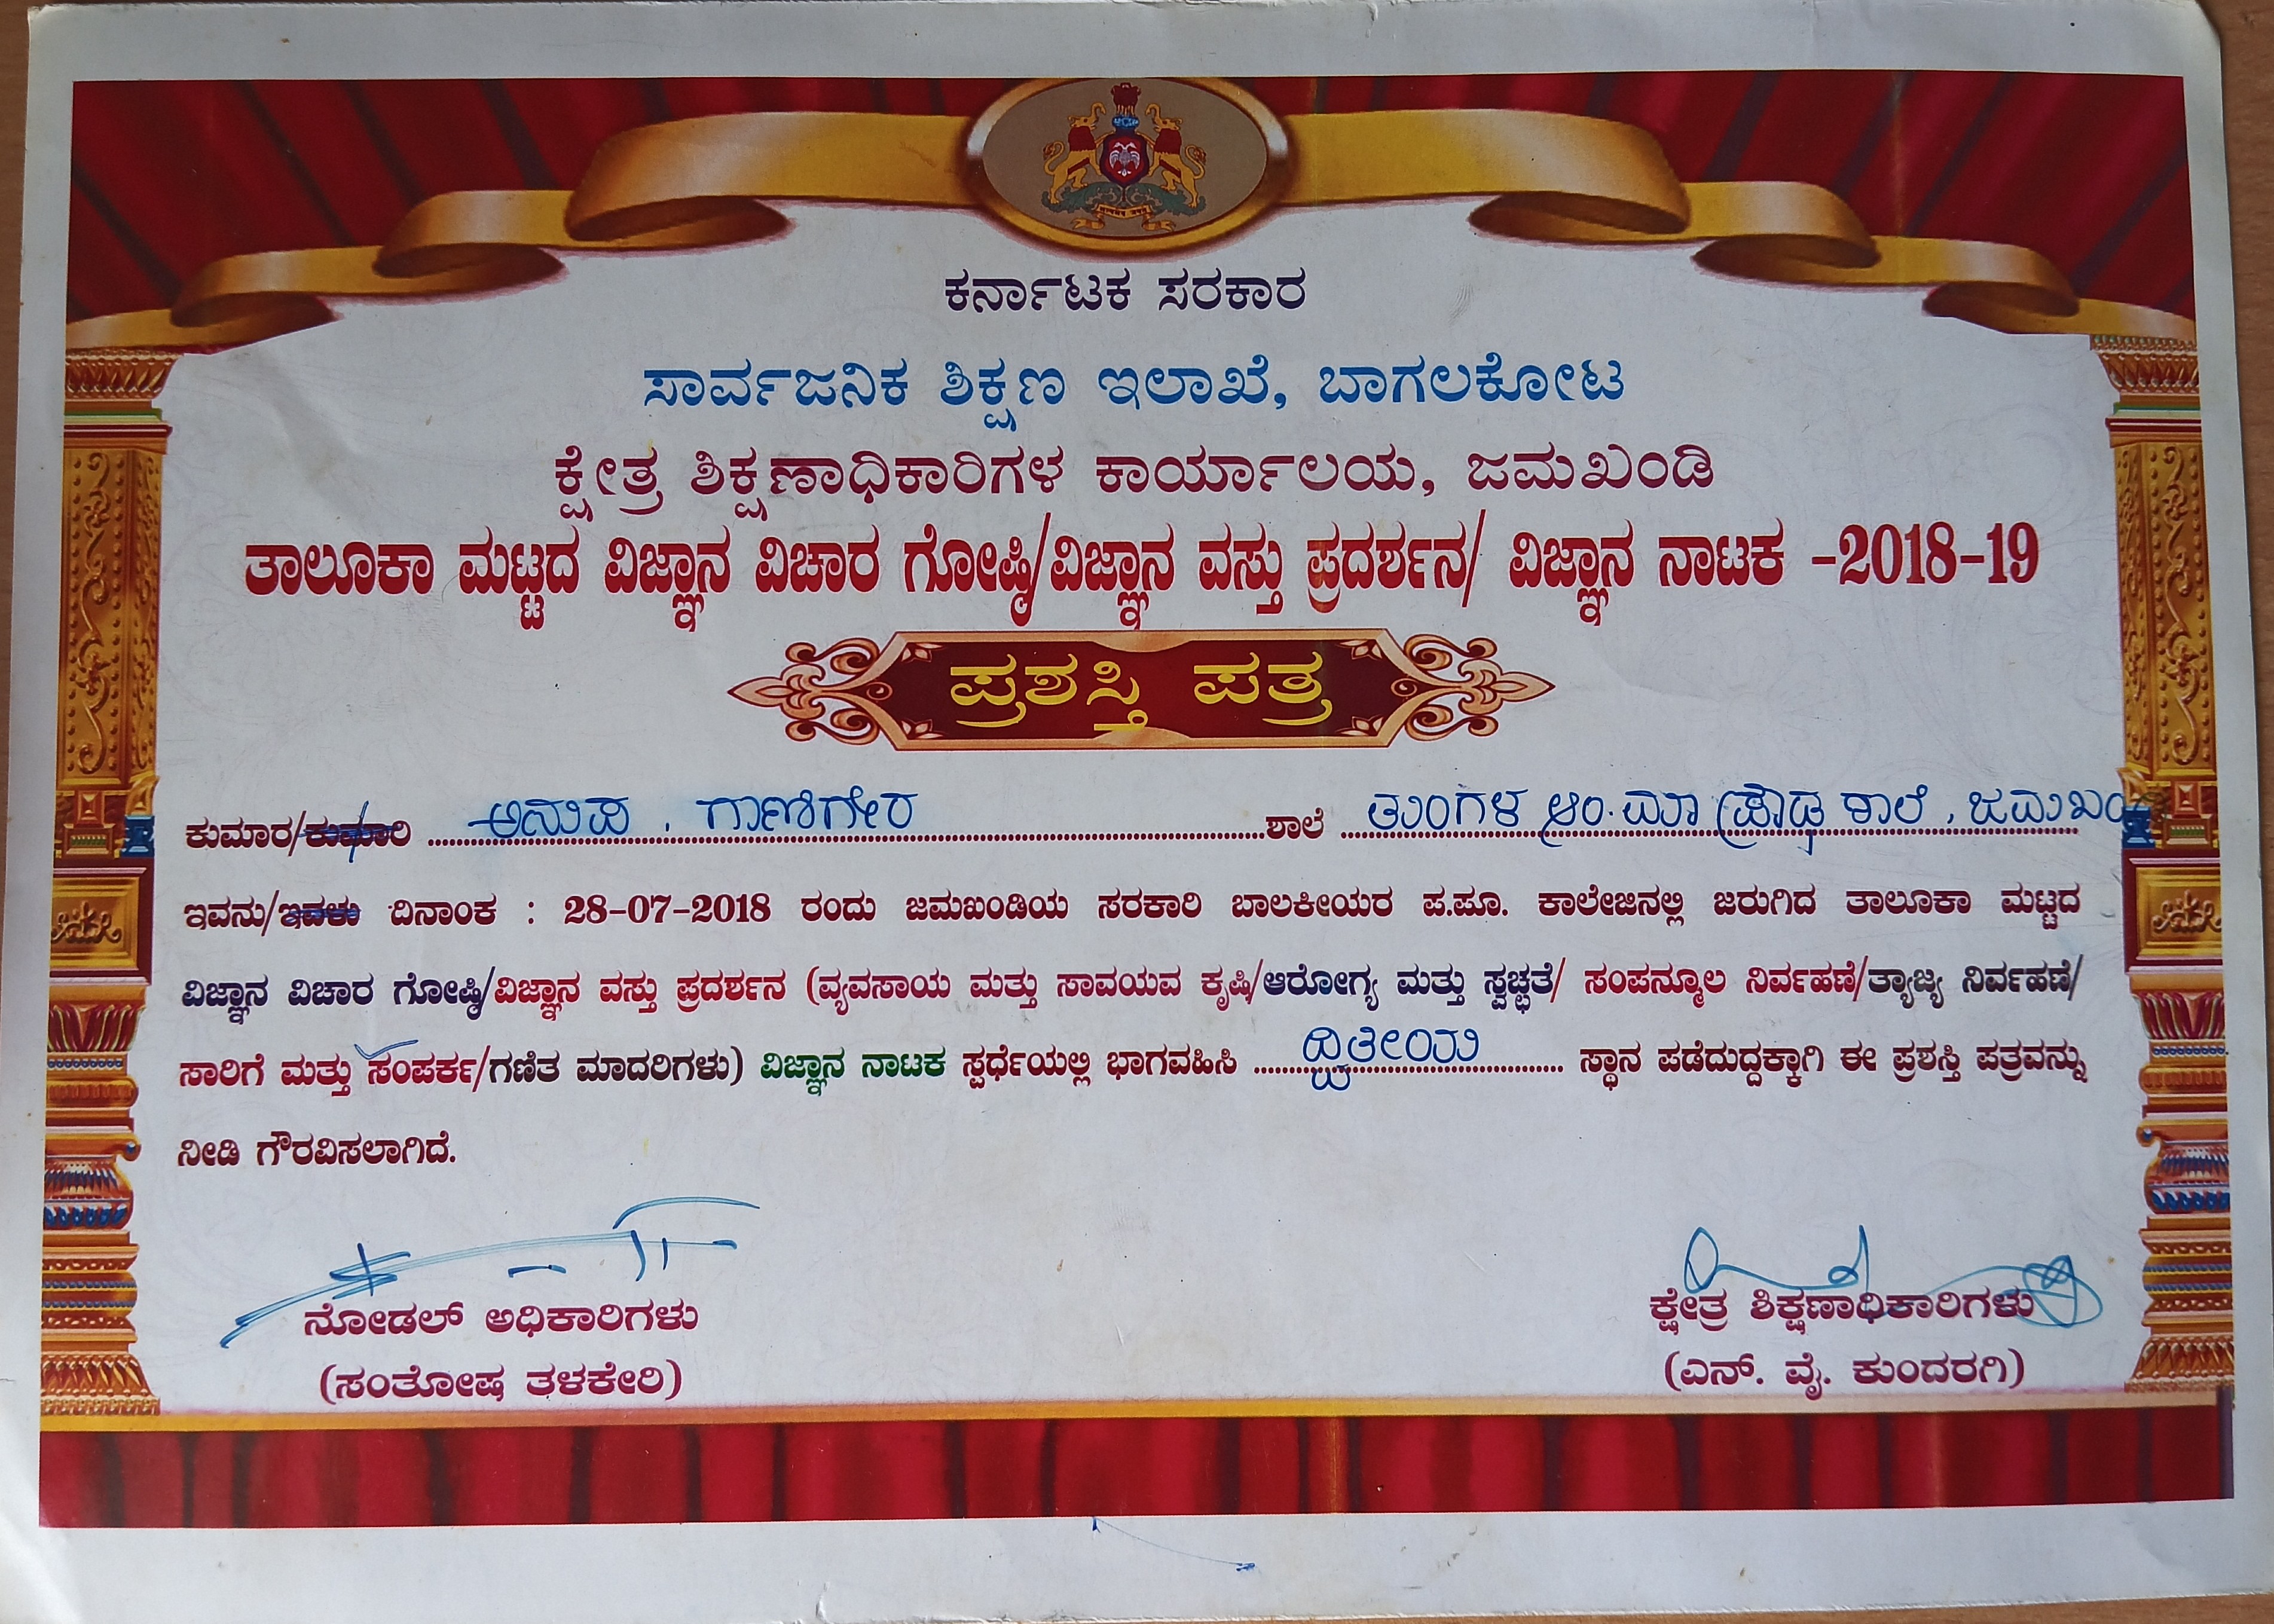 ಕರ್ನಾಟಕ ಸರಕಾರ
ಸಾರ್ವಜನಿಕ ಶಿಕ್ಷಣ ಇಲಾಖೆ, ಬಾಗಲಕೋಟ
ಕ್ಷೇತ್ರ ಶಿಕ್ಷಣಾಧಿಕಾರಿಗಳ ಕಾರ್ಯಾಲಯ, ಜಮಖಂಡಿ
ತಾಲೂಕಾ ಮಟ್ಟದ ವಿಜ್ಞಾನ ವಿಚಾರ ಗೋಷ್ಠಿ/ವಿಜ್ಞಾನ ವಸ್ತು ಪ್ರದರ್ಶನ/ ವಿಜ್ಞಾನ ನಾಟಕ -2018-19
ಪ್ರಶಸ್ತಿ ಪತ್ರ
ಕುಮಾರ/ಕುಮಾರಿ ಅನುಪ . ಗಾಣಿಗೇರ ಶಾಲೆ ತುಂಗಳ ಆಂ.ಮಾ ಪ್ರೌಢ ಶಾಲೆ , ಜಮಖಂಡಿ
ಇವನು/ಇವಳು ದಿನಾಂಕ : 28-07-2018 ರಂದು ಜಮಖಂಡಿಯ ಸರಕಾರಿ ಬಾಲಕೀಯರ ಪ.ಪೂ. ಕಾಲೇಜಿನಲ್ಲಿ ಜರುಗಿದ ತಾಲೂಕಾ ಮಟ್ಟದ
ವಿಜ್ಞಾನ ವಿಚಾರ ಗೋಷ್ಠಿ/ವಿಜ್ಞಾನ ವಸ್ತು ಪ್ರದರ್ಶನ (ವ್ಯವಸಾಯ ಮತ್ತು ಸಾವಯವ ಕೃಷಿ/ಆರೋಗ್ಯ ಮತ್ತು ಸ್ವಚ್ಛತೆ/ ಸಂಪನ್ಮೂಲ ನಿರ್ವಹಣೆ/ತ್ಯಾಜ್ಯ ನಿರ್ವಹಣೆ/
ಸಾರಿಗೆ ಮತ್ತು ಸಂಪರ್ಕ/ಗಣಿತ ಮಾದರಿಗಳು) ವಿಜ್ಞಾನ ನಾಟಕ ಸ್ಪರ್ಧೆಯಲ್ಲಿ ಭಾಗವಹಿಸಿ ದ್ವಿತೀಯ ಸ್ಥಾನ ಪಡೆದುದ್ದಕ್ಕಾಗಿ ಈ ಪ್ರಶಸ್ತಿ ಪತ್ರವನ್ನು
ನೀಡಿ ಗೌರವಿಸಲಾಗಿದೆ.
ನೋಡಲ್ ಅಧಿಕಾರಿಗಳು
(ಸಂತೋಷ ತಳಕೇರಿ)
ಕ್ಷೇತ್ರ ಶಿಕ್ಷಣಾಧಿಕಾರಿಗಳು
(ಎನ್. ವೈ. ಕುಂದರಗಿ)